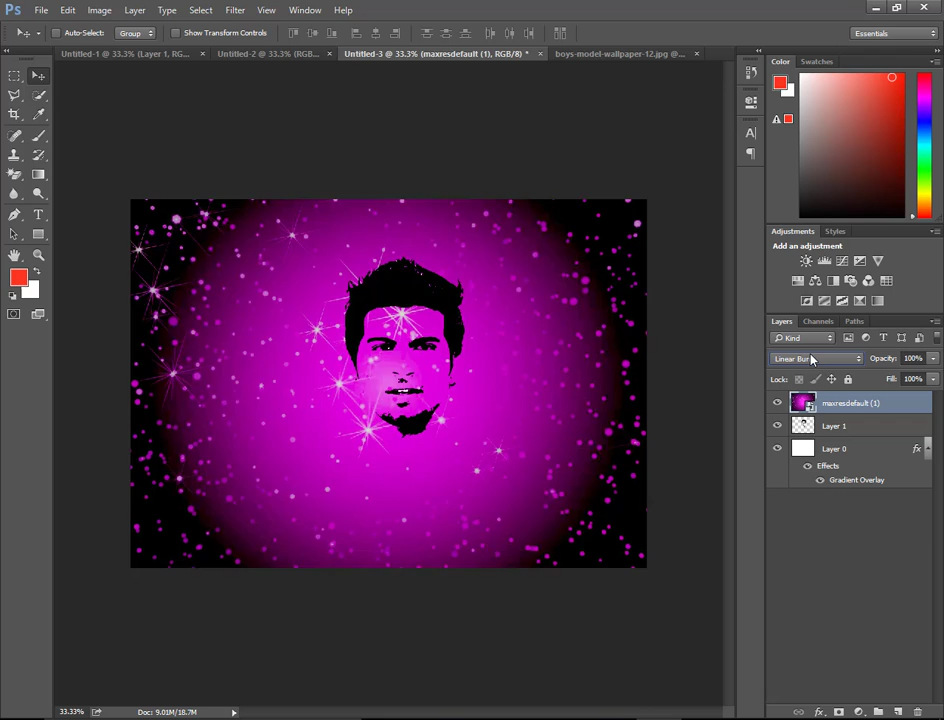 Ps File Edit Image Layer Type Select Filter View Window Help
Auto-Select: Group Show Transform Controls Essentials
Untitled-1 @ 33.3% (Layer 1, RG... × Untitled-2 @ 33.3% (RGB/8) * × Untitled-3 @ 33.3% (maxresdefault (1), RGB/8) * × boys-model-wallpaper-12.jpg @... ×
Color Swatches
A
T
Adjustments Styles
Add an adjustment
Layers Channels Paths
Kind T
Linear Burn Opacity: 100%
Lock: Fill: 100%
maxresdefault (1)
Layer 1
Layer 0 fx
Effects
Gradient Overlay
33.33% Doc: 9.01M/18.7M fx